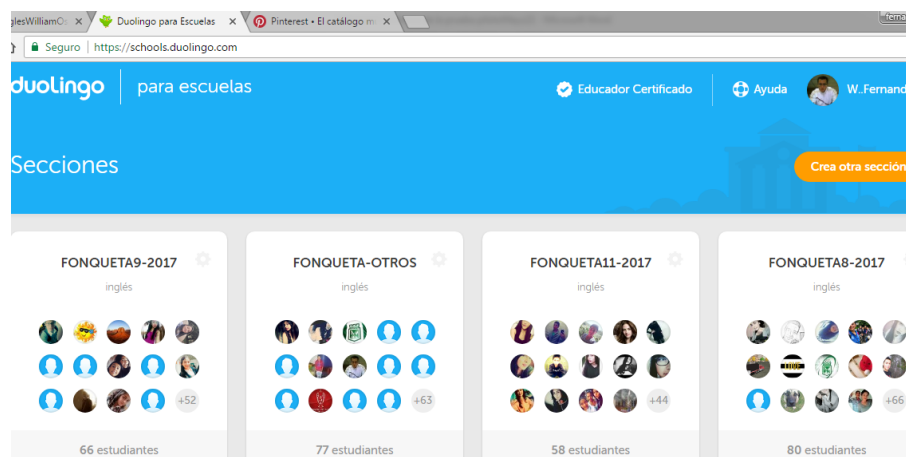 glesWilliamO Duolingo para Escuelas Pinterest • El catálogo m
Seguro https://schools.duolingo.com
duolingo para escuelas Educador Certificado Ayuda W..Fernand
Secciones Crea otra sección
FONQUETA9-2017 FONQUETA-OTROS FONQUETA11-2017 FONQUETA8-2017
inglés inglés inglés inglés
+52 +63 +44 +66
66 estudiantes 77 estudiantes 58 estudiantes 80 estudiantes